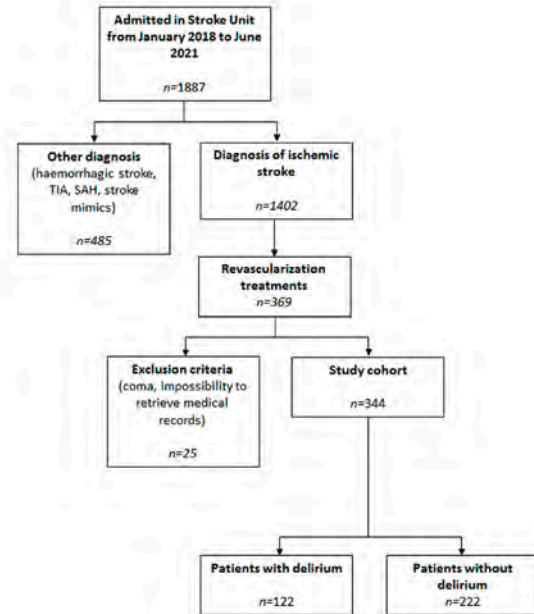 Admitted in Stroke Unit
from January 2018 to June
2021
n=1887
Other diagnosis
(haemorrhagic stroke,
TIA, SAH, stroke
mimics)
n=485
Diagnosis of ischemic
stroke
n=1402
Revascularization
treatments
n=369
Exclusion criteria
(coma, impossibility to
retrieve medical
records)
n=25
Study cohort
n=344
Patients with delirium
n=122
Patients without
delirium
n=222